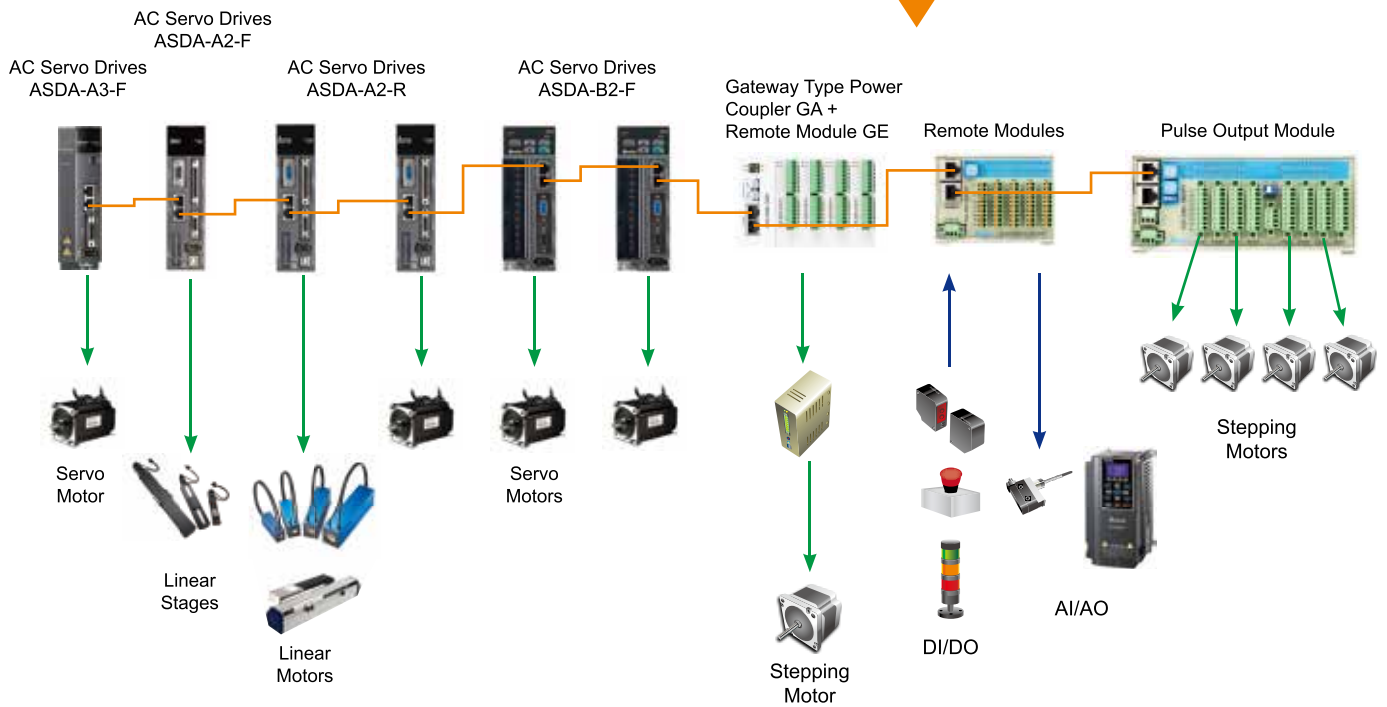 AC Servo Drives
ASDA-A2-F
AC Servo Drives
ASDA-A3-F
AC Servo Drives
ASDA-A2-R
AC Servo Drives
ASDA-B2-F
Gateway Type Power
Coupler GA +
Remote Module GE
Remote Modules
Pulse Output Module
Servo
Motor
Linear
Stages
Linear
Motors
Servo
Motors
Stepping
Motor
DI/DO
AI/AO
Stepping
Motors